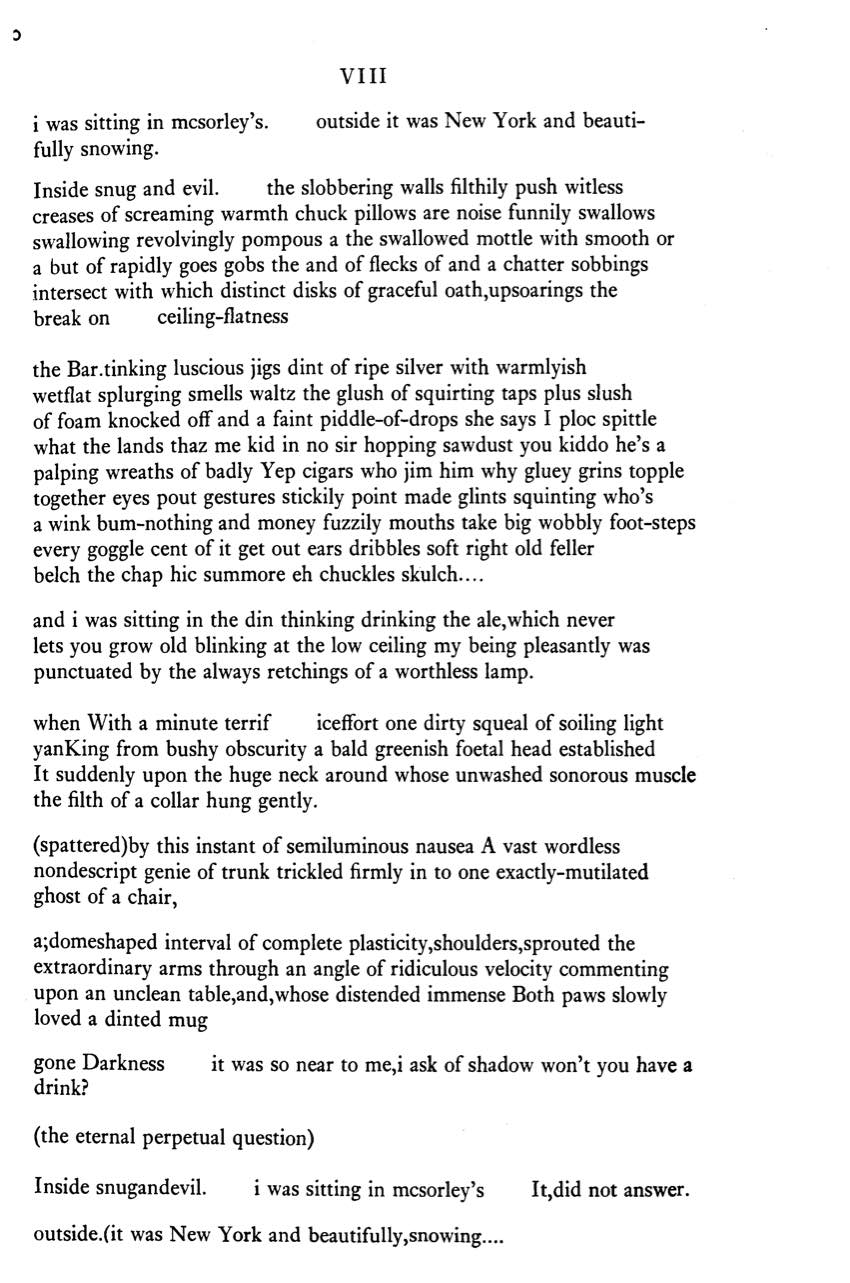 VIII
i was sitting in mcsorley's.        outside it was New York and beauti-
fully snowing.
Inside snug and evil.        the slobbering walls filthily push witless
creases of screaming warmth chuck pillows are noise funnily swallows
swallowing revolvingly pompous a the swallowed mottle with smooth or
a but of rapidly goes gobs the and of flecks of and a chatter sobbings
intersect with which distinct disks of graceful oath,upsoarings the
break on        ceiling-flatness
the Bar.tinking luscious jigs dint of ripe silver with warmlyish
wetflat splurging smells waltz the glush of squirting taps plus slush
of foam knocked off and a faint piddle-of-drops she says I ploc spittle
what the lands thaz me kid in no sir hopping sawdust you kiddo he's a
palping wreaths of badly Yep cigars who jim him why gluey grins topple
together eyes pout gestures stickily point made glints squinting who's
a wink bum-nothing and money fuzzily mouths take big wobbly foot-steps
every goggle cent of it get out ears dribbles soft right old feller
belch the chap hic summore eh chuckles skulch....
and i was sitting in the din thinking drinking the ale,which never
lets you grow old blinking at the low ceiling my being pleasantly was
punctuated by the always retchings of a worthless lamp.
when With a minute terrif        iceffort one dirty squeal of soiling light
yanKing from bushy obscurity a bald greenish foetal head established
It suddenly upon the huge neck around whose unwashed sonorous muscle
the filth of a collar hung gently.
(spattered)by this instant of semiluminous nausea A vast wordless
nondescript genie of trunk trickled firmly in to one exactly-mutilated
ghost of a chair,
a;domeshaped interval of complete plasticity,shoulders,sprouted the
extraordinary arms through an angle of ridiculous velocity commenting
upon an unclean table,and,whose distended immense Both paws slowly
loved a dinted mug
gone Darkness        it was so near to me,i ask of shadow won't you have a
drink?
(the eternal perpetual question)
Inside snugandevil.        i was sitting in mcsorley's        It,did not answer.
outside.(it was New York and beautifully,snowing....